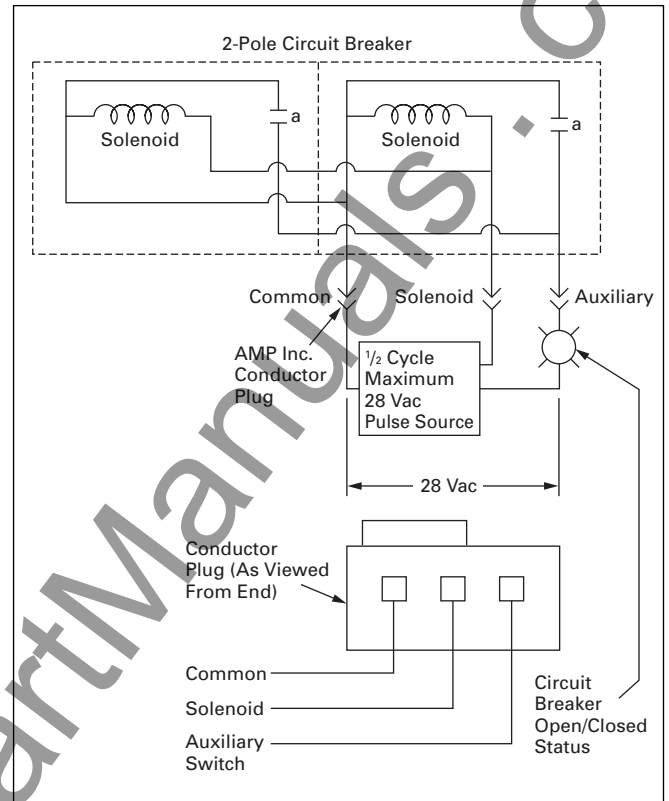 2-Pole Circuit Breaker
Solenoid
a
Solenoid
a
Common
Solenoid
Auxiliary
AMP Inc.
Conductor
Plug
1/2 Cycle
Maximum
28 Vac
Pulse Source
28 Vac
Conductor
Plug (As Viewed
From End)
Common
Solenoid
Auxiliary
Switch
Circuit
Breaker
Open/Closed
Status
artManuals . c